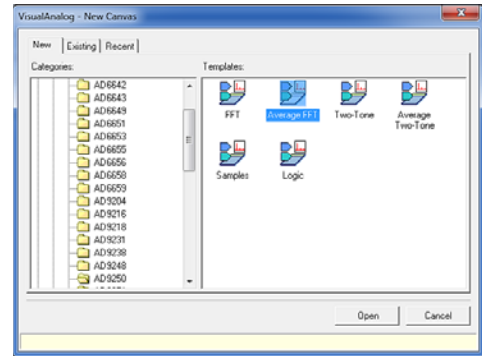 VisualAnalog - New Canvas
New Existing Recent
Categories:
Templates:
AD6642
AD6643
AD6649
AD6651
AD6653
AD6655
AD6656
AD6658
AD6659
AD9204
AD9216
AD9218
AD9231
AD9238
AD9248
AD9250
FFT
Average FFT
Two-Tone
Average
Two-Tone
Samples
Logic
Open
Cancel